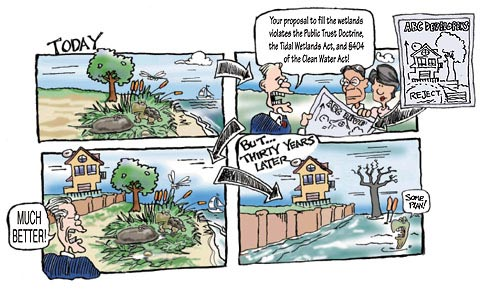 TODAY
Your proposal to fill the wetlands
violates the Public Trust Doctrine,
the Tidal Wetlands Act, and §404
of the Clean Water Act!
ABC DEVELOPERS
REJECT
MUCH
BETTER!
BUT...
THIRTY YEARS
LATER
SOME
PLAN!